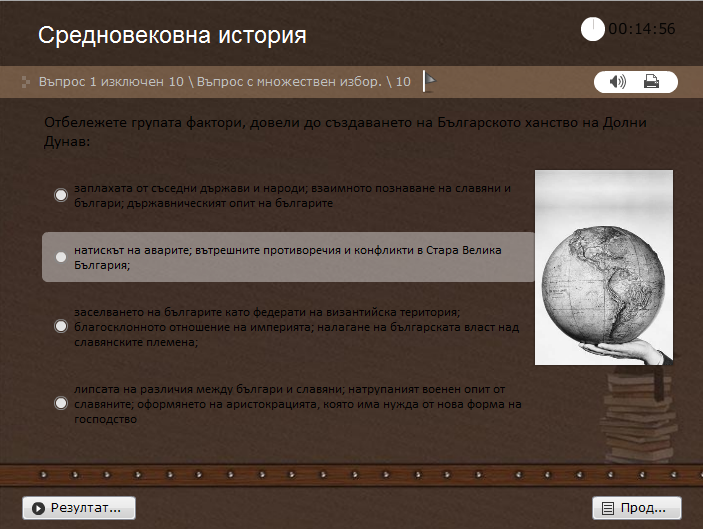 Средновековна история
00:14:56
Въпрос 1 изключен 10 \ Въпрос с множествен избор. \ 10
Отбележете групата фактори, довели до създаването на Българското ханство на Долни
Дунав:
заплахата от съседни държави и народи; взаимното познаване на славяни и
българи; държавническият опит на българите
натискът на аварите; вътрешните противоречия и конфликти в Стара Велика
България;
заселването на българите като федерати на византийска територия;
благосклонното отношение на империята; налагане на българската власт над
славянските племена;
липсата на различия между българи и славяни; натрупаният военен опит от
славяните; оформянето на аристокрацията, която има нужда от нова форма на
господство
Резултат...
Прод...